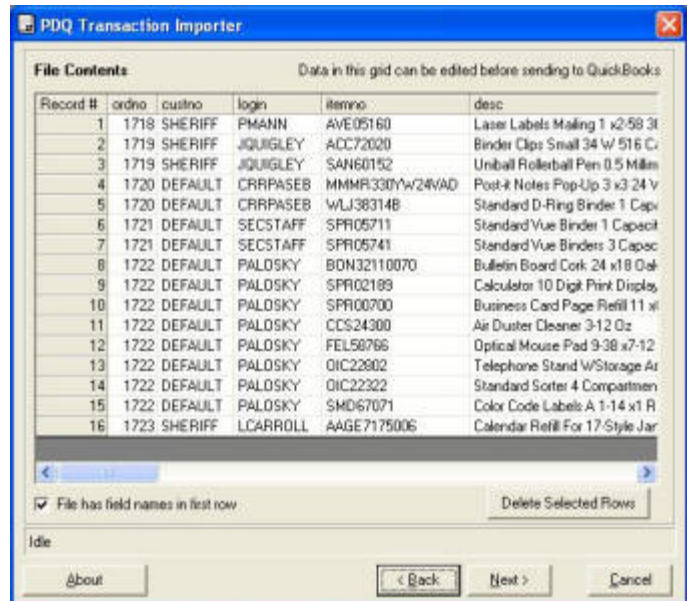 PDQ Transaction Importer
File Contents Data in this grid can be edited before sending to QuickBooks
Record # ordno custno login itemno desc
1 1718 SHERIFF PMANN AVE05160 Laser Labels Mailing 1 x2-58 3
2 1719 SHERIFF JQUIGLEY ACC72020 Binder Clips Small 34 W 516 C
3 1719 SHERIFF JQUIGLEY SAN60152 Uniball Rollerball Pen 0.5 Millim
4 1720 DEFAULT CRRPASEB MMMR330YW24VAD Post-it Notes Pop-Up 3 x3 24 V
5 1720 DEFAULT CRRPASEB WLJ38314B Standard D-Ring Binder 1 Cap
6 1721 DEFAULT SECSTAFF SPR05711 Standard Vue Binder 1 Capacit
7 1721 DEFAULT SECSTAFF SPR05741 Standard Vue Binders 3 Capac
8 1722 DEFAULT PALOSKY BON32110070 Bulletin Board Cork 24 x18 Oak
9 1722 DEFAULT PALOSKY SPR02189 Calculator 10 Digit Print Display
10 1722 DEFAULT PALOSKY SPR00700 Business Card Page Refill 11 x
11 1722 DEFAULT PALOSKY CCS24300 Air Duster Cleaner 3-12 Oz
12 1722 DEFAULT PALOSKY FEL58766 Optical Mouse Pad 9-38 x7-12
13 1722 DEFAULT PALOSKY OIC22802 Telephone Stand WStorage Ar
14 1722 DEFAULT PALOSKY OIC22322 Standard Sorter 4 Compartmen
15 1722 DEFAULT PALOSKY SMD67071 Color Code Labels A 1-14 x1 R
16 1723 SHERIFF LCARROLL AAGE7175006 Calendar Refill For 17-Style Jan
File has field names in first row Delete Selected Rows
Idle
About < Back Next > Cancel